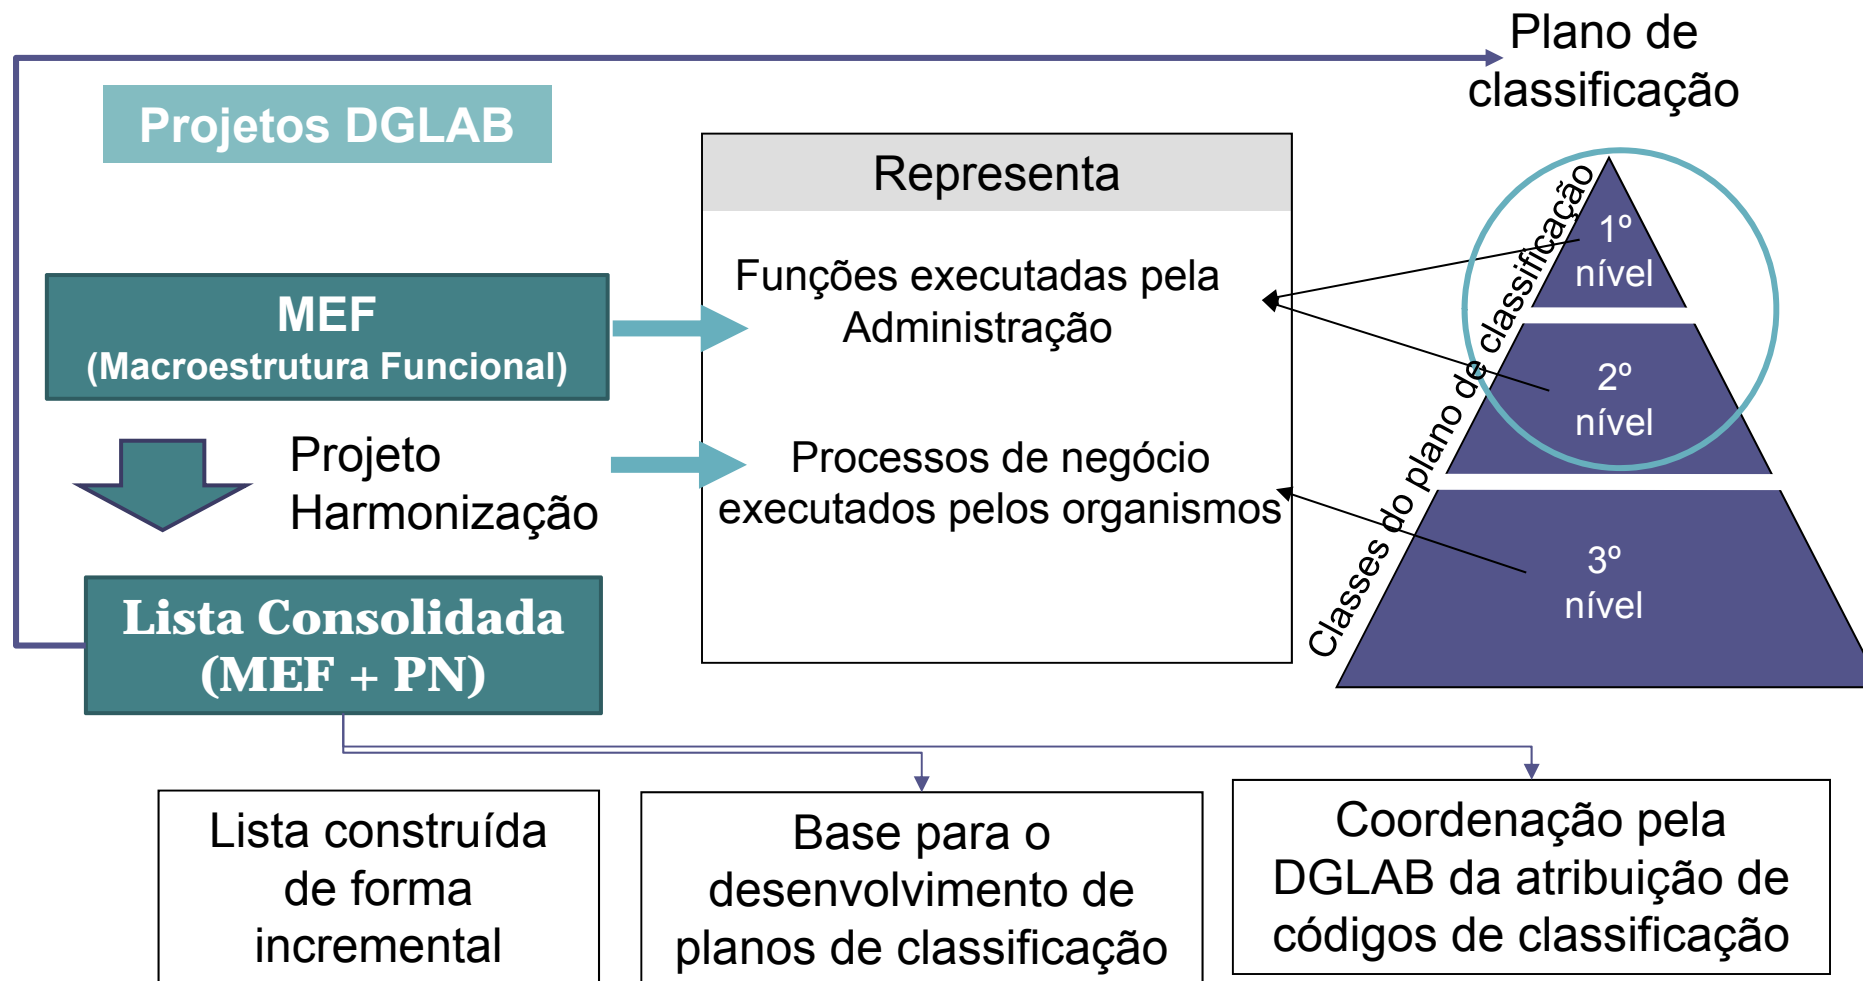 Plano de
classificação
Projetos DGLAB
Representa
MEF
(Macroestrutura Funcional)
Funções executadas pela
Administração
Projeto
Harmonização
Processos de negócio
executados pelos organismos
Lista Consolidada
(MEF + PN)
Classes do plano de classificação
1º
nível
2º
nível
3º
nível
Lista construída
de forma
incremental
Base para o
desenvolvimento de
planos de classificação
Coordenação pela
DGLAB da atribuição de
códigos de classificação